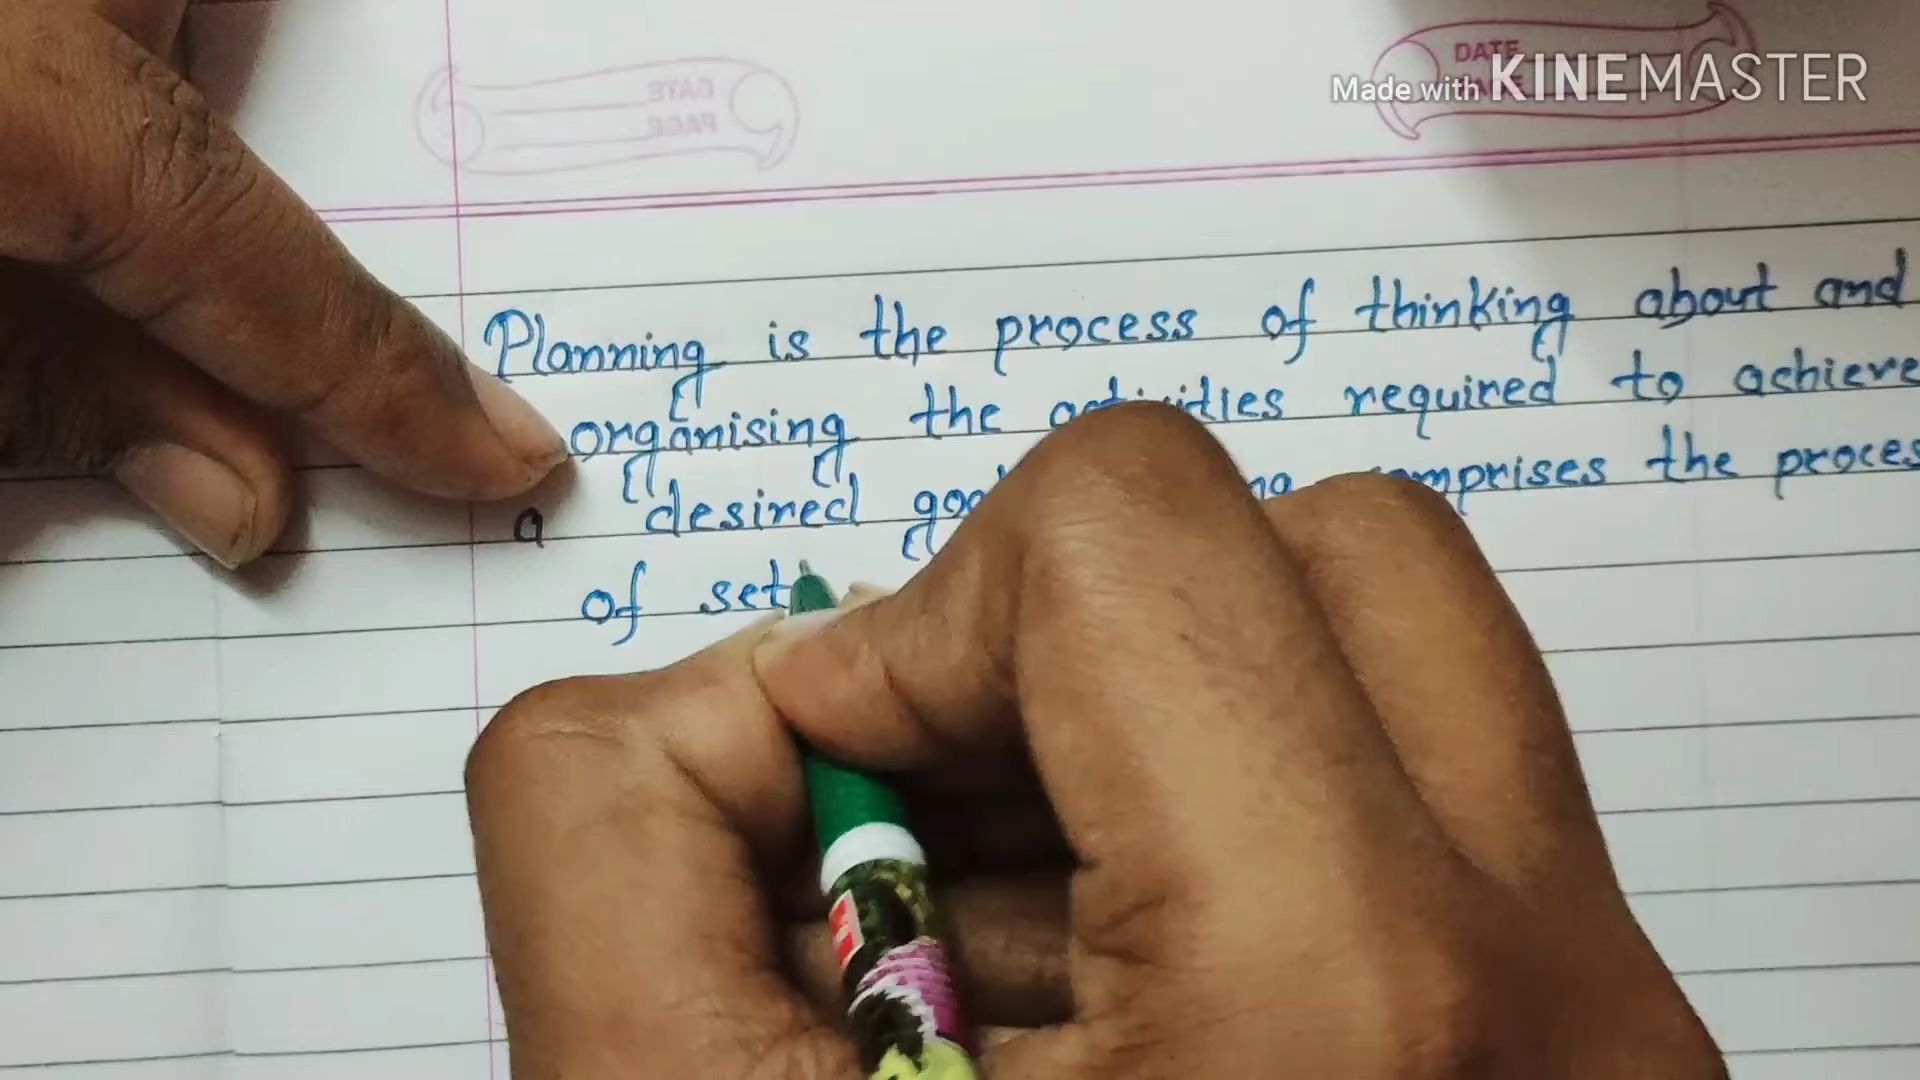 DATE
Made with KINEMASTER
DATE
PAGE
Planning is the process of thinking about and
organising the activities required to achieve
a desired comprises the
of set